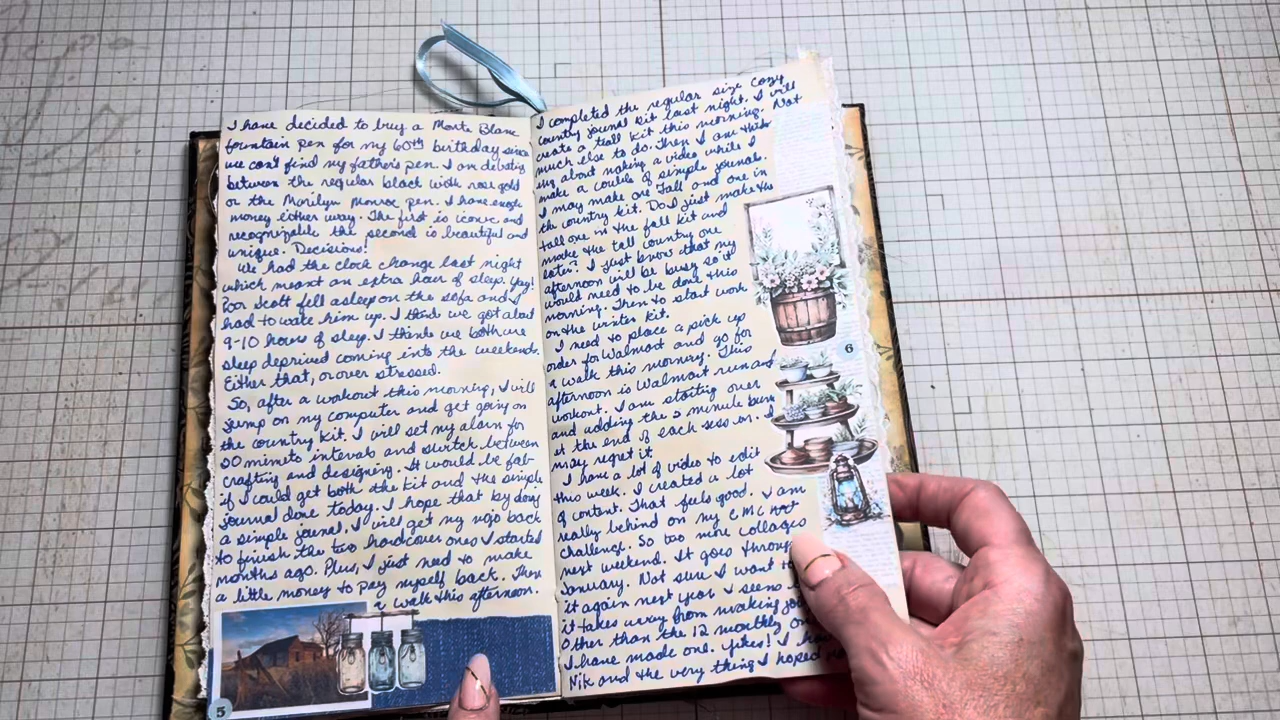 I have decided to buy a Monte Blanc
fountain pen for my 60th birthday since
we can't find my father's pen. I am debating
between the regular black with rose gold
or the Marilyn Monroe pen. I have enough
money either way. The first is iconic and
recognizable the second is beautiful and
unique. Decisions!
We had the clock change last night
which meant an extra hour of sleep. Yay!
Poor Scott fell asleep on the sofa and I
had to wake him up. I think we got about
9-10 hours of sleep. I think we both are
sleep deprived coming into the weekends.
Either that, or over stressed.
So, after a workout this morning, I will
jump on my computer and get going on
the country kit. I will set my alarm for
20 minute intervals and switch between
crafting and designing. It would be fab
if I could get both the kit and the simple
journal done today. I hope that by doing
a simple journal. I will get my mojo back
to finish the two hardcover ones I started
months ago. Plus, I just need to make
a little money to pay myself back. Then
a walk this afternoon.
5
I completed the regular size cozy
country journal kit last night. I will
create a tall kit this morning. Not
much else to do. Then I am think
ing about making a video while I
make a couple of simple journals.
I may make one Tall and one in
the country kit. Do I just make the
tall one in the fall kit and
make the tall country one
later? I just know that my
afternoon will be busy so it
would need to be done this
morning. Then to start work
on the winter kit.
I need to place a pick up
order for Walmart and go for
a walk this morning. This
afternoon is Walmart run and
workout. I am starting over
and adding the 2 minute burn
at the end of each session. I
may regret it.
I have a lot of video to edit
this week. I created a lot
of content. That feels good. I am
really behind on my CMC
challenge. So two more collages
next weekend. It goes through
January. Not sure I want to
it again next year I seems
it takes away from making
Other than the 12 monthly
I have made one. Yikes! I
Nik and the very thing I hoped
6